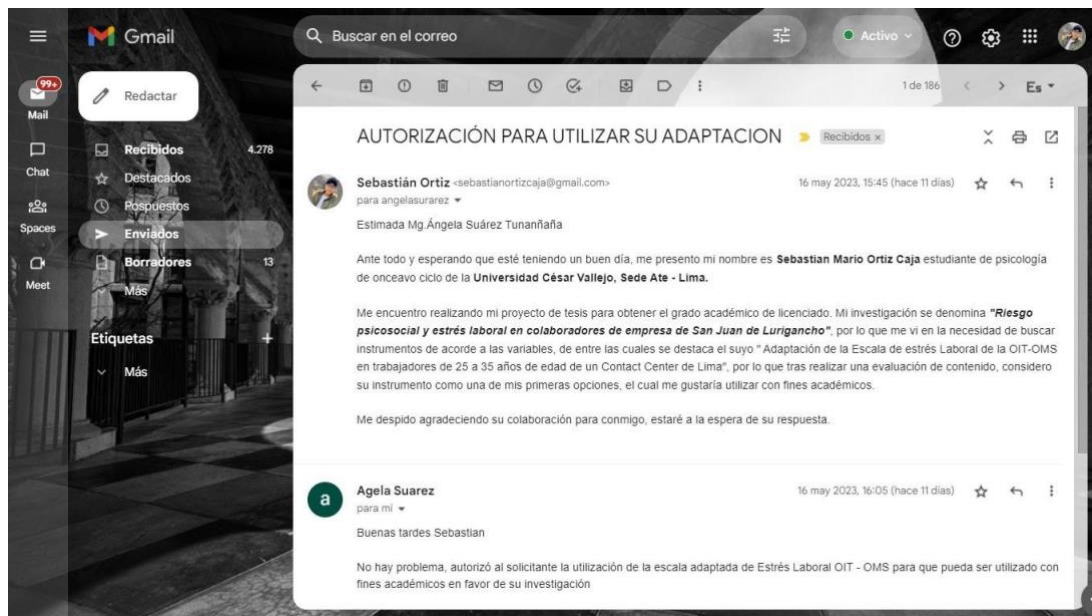 Gmail
Buscar en el correo
Activo
99+
Mail
Chat
Spaces
Meet
Redactar
Recibidos 4.278
Destacados
Pospuestos
Enviados
Borradores 13
Más
Etiquetas +
Más
1 de 186
Es
AUTORIZACIÓN PARA UTILIZAR SU ADAPTACION Recibidos x
Sebastián Ortiz <sebastianortizcaja@gmail.com> 16 may 2023, 15:45 (hace 11 días)
para angelasurarez
Estimada Mg.Ángela Suárez Tunanñaña
Ante todo y esperando que esté teniendo un buen día, me presento mi nombre es Sebastian Mario Ortiz Caja estudiante de psicología
de onceavo ciclo de la Universidad César Vallejo, Sede Ate - Lima.
Me encuentro realizando mi proyecto de tesis para obtener el grado académico de licenciado. Mi investigación se denomina "Riesgo
psicosocial y estrés laboral en colaboradores de empresa de San Juan de Lurigancho", por lo que me vi en la necesidad de buscar
instrumentos de acorde a las variables, de entre las cuales se destaca el suyo " Adaptación de la Escala de estrés Laboral de la OIT-OMS
en trabajadores de 25 a 35 años de edad de un Contact Center de Lima", por lo que tras realizar una evaluación de contenido, considero
su instrumento como una de mis primeras opciones, el cual me gustaría utilizar con fines académicos.
Me despido agradeciendo su colaboración para conmigo, estaré a la espera de su respuesta.
a
Agela Suarez 16 may 2023, 16:05 (hace 11 días)
para mí
Buenas tardes Sebastian
No hay problema, autorizó al solicitante la utilización de la escala adaptada de Estrés Laboral OIT - OMS para que pueda ser utilizado con
fines académicos en favor de su investigación